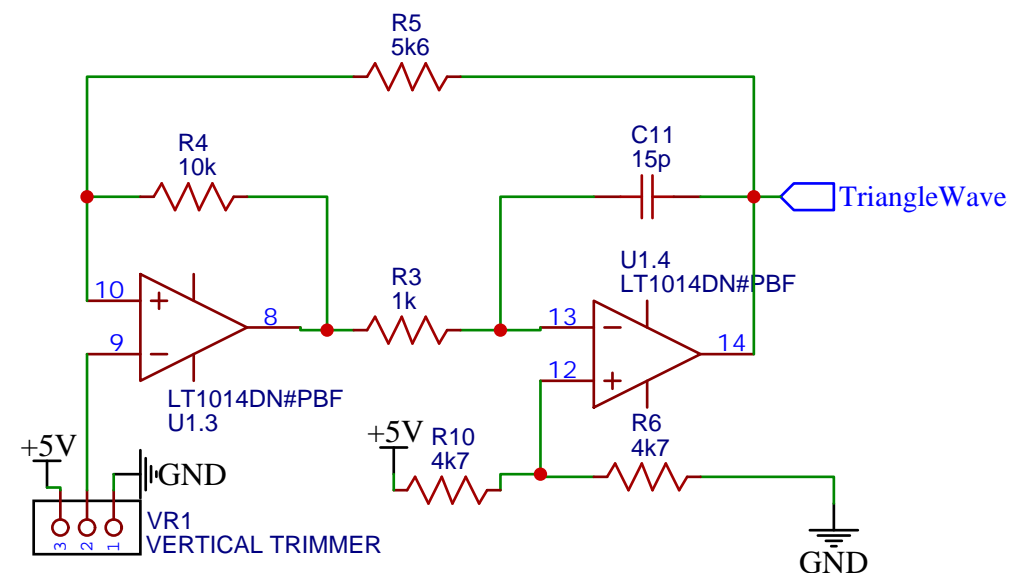 R5
5k6
C11
15p
R4
10k
TriangleWave
U1.4
LT1014DN#PBF
R3
1k
10
8
13
14
9
12
LT1014DN#PBF
U1.3
+5V
GND
+5V
R10
4k7
R6
4k7
VR1
VERTICAL TRIMMER
3
2
1
GND